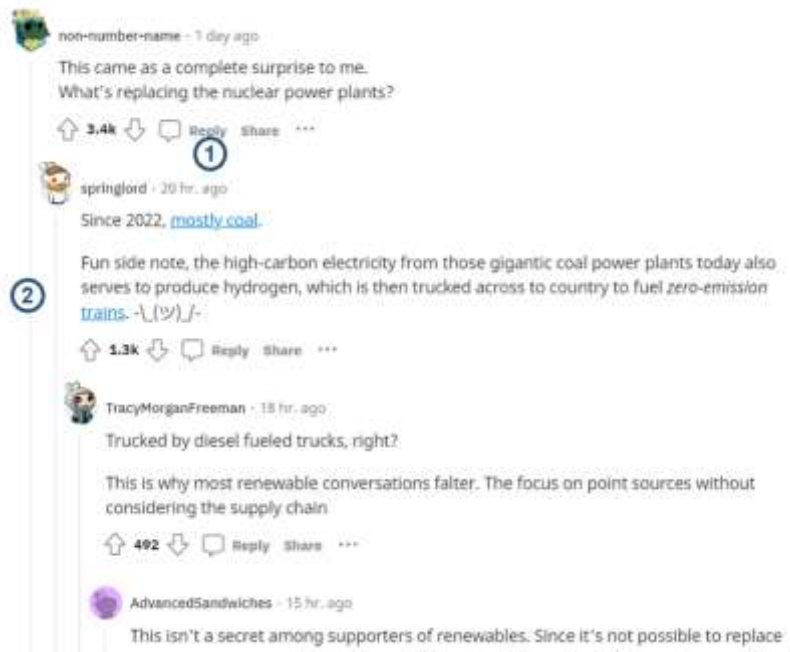 non-number-name · 1 day ago
This came as a complete surprise to me.
What's replacing the nuclear power plants?
3.4k Reply Share ···
1
springlord · 20 hr. ago
Since 2022, mostly coal.
Fun side note, the high-carbon electricity from those gigantic coal power plants today also
2
serves to produce hydrogen, which is then trucked across to country to fuel zero-emission
trains. -\_(ツ)_/-
1.3k Reply Share ···
TracyMorganFreeman · 18 hr. ago
Trucked by diesel fueled trucks, right?
This is why most renewable conversations falter. The focus on point sources without
considering the supply chain
492 Reply Share ···
AdvancedSandwiches · 15 hr. ago
This isn't a secret among supporters of renewables. Since it's not possible to replace